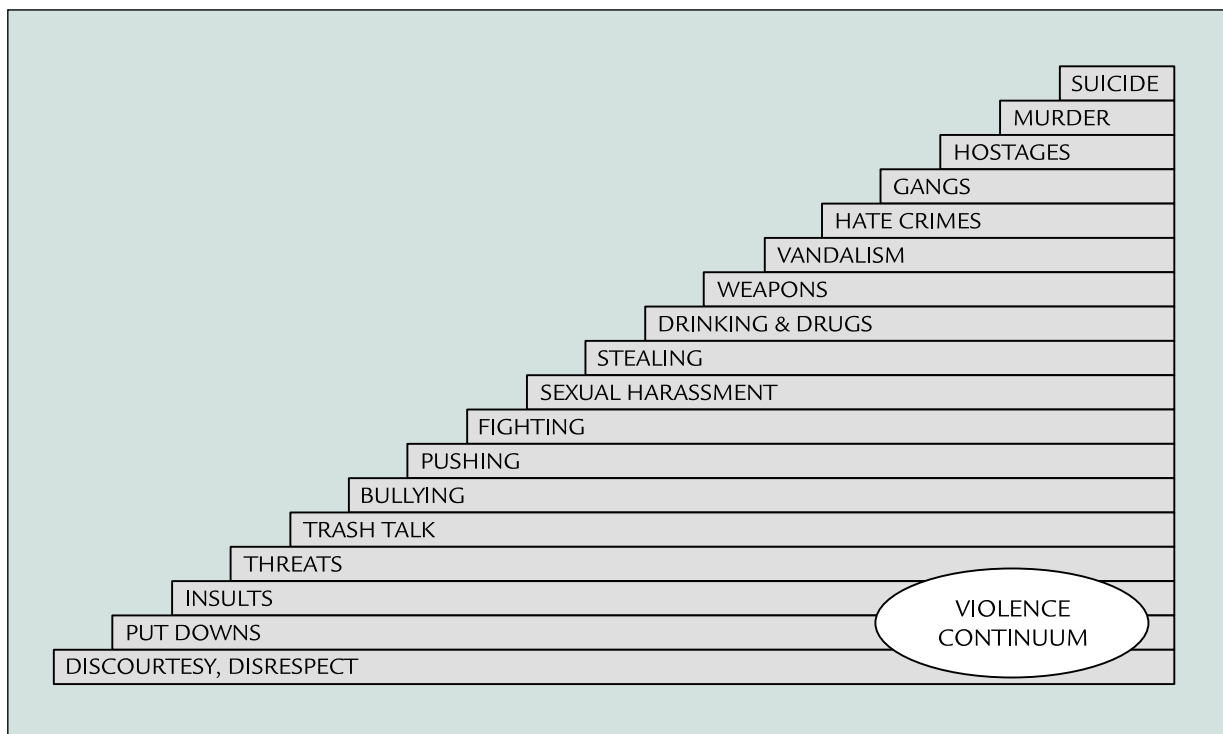 SUICIDE
MURDER
HOSTAGES
GANGS
HATE CRIMES
VANDALISM
WEAPONS
DRINKING & DRUGS
STEALING
SEXUAL HARASSMENT
FIGHTING
PUSHING
BULLYING
TRASH TALK
THREATS
INSULTS
PUT DOWNS
DISCOURTESY, DISRESPECT
VIOLENCE
CONTINUUM